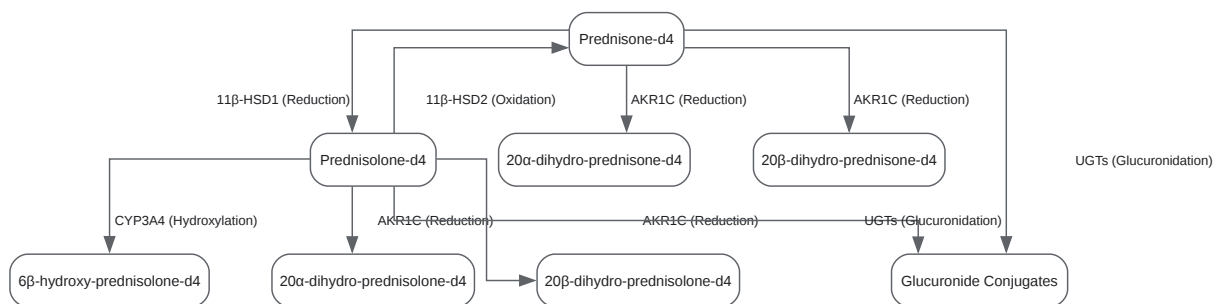 Prednisone-d4
11β-HSD1 (Reduction)
11β-HSD2 (Oxidation)
AKR1C (Reduction)
AKR1C (Reduction)
Prednisolone-d4
20α-dihydro-prednisone-d4
20β-dihydro-prednisone-d4
UGTs (Glucuronidation)
CYP3A4 (Hydroxylation)
AKR1C (Reduction)
AKR1C (Reduction)
UGTs (Glucuronidation)
6β-hydroxy-prednisolone-d4
20α-dihydro-prednisolone-d4
20β-dihydro-prednisolone-d4
Glucuronide Conjugates